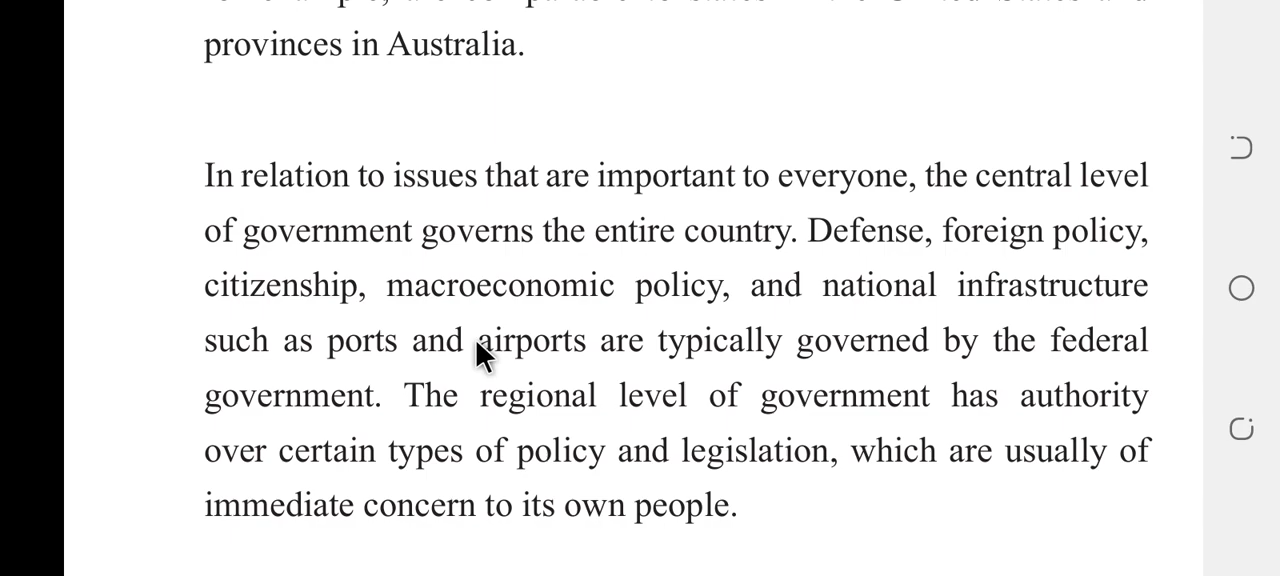 provinces in Australia.
In relation to issues that are important to everyone, the central level
of government governs the entire country. Defense, foreign policy,
citizenship, macroeconomic policy, and national infrastructure
such as ports and airports are typically governed by the federal
government. The regional level of government has authority
over certain types of policy and legislation, which are usually of
immediate concern to its own people.